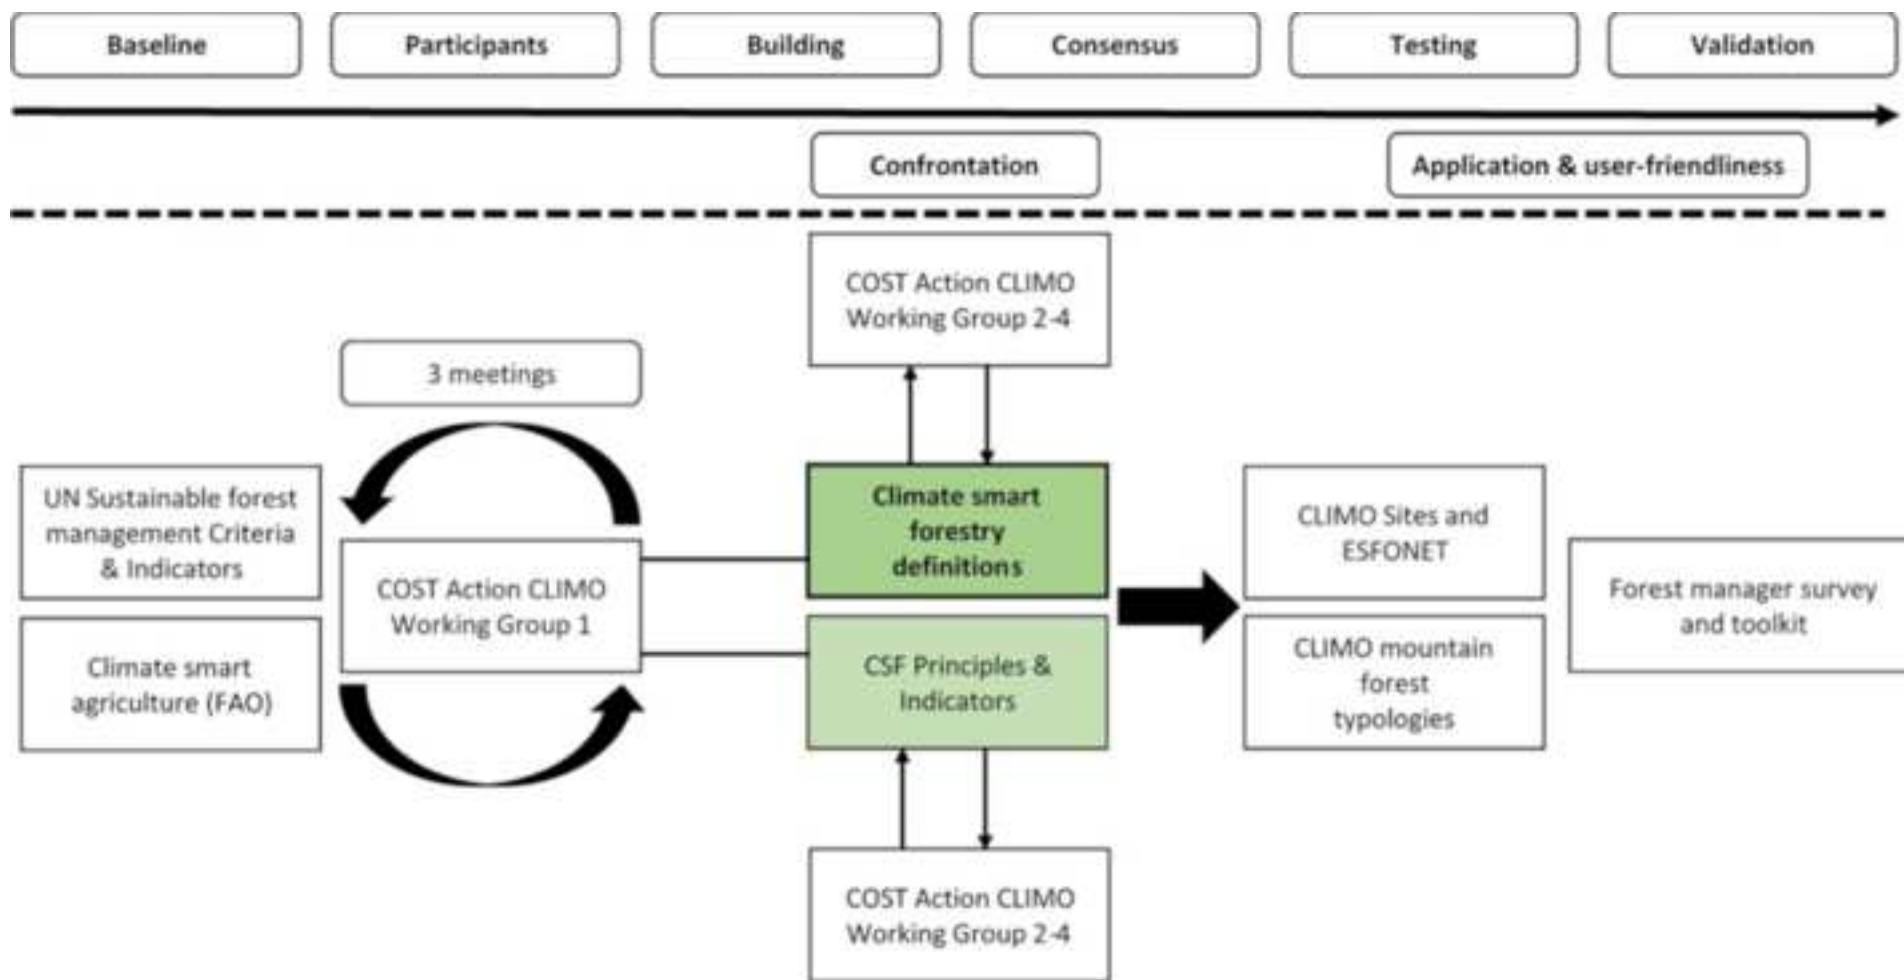 Baseline
Participants
Building
Consensus
Testing
Validation
Confrontation
Application & user-friendliness
COST Action CLIMO
Working Group 2-4
3 meetings
UN Sustainable forest
management Criteria
& Indicators
Climate smart
agriculture (FAO)
COST Action CLIMO
Working Group 1
Climate smart
forestry
definitions
CSF Principles &
Indicators
CLIMO Sites and
ESFONET
CLIMO mountain
forest
typologies
Forest manager survey
and toolkit
COST Action CLIMO
Working Group 2-4